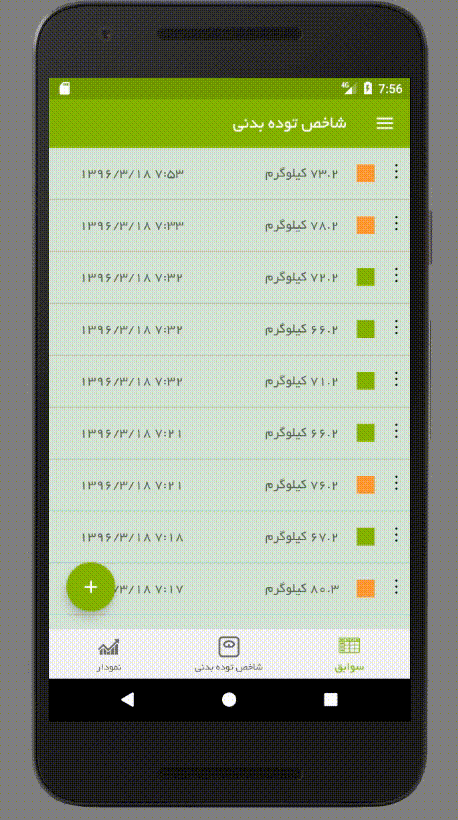 4G 7:56
شاخص توده بدنی
۷۳.۲ کیلوگرم ۱۳۹۶/۳/۱۸ ۷:۵۳
۷۸.۲ کیلوگرم ۱۳۹۶/۳/۱۸ ۷:۳۳
۷۲.۲ کیلوگرم ۱۳۹۶/۳/۱۸ ۷:۳۲
۶۶.۲ کیلوگرم ۱۳۹۶/۳/۱۸ ۷:۳۲
۷۱.۲ کیلوگرم ۱۳۹۶/۳/۱۸ ۷:۳۲
۶۶.۲ کیلوگرم ۱۳۹۶/۳/۱۸ ۷:۲۱
۷۶.۲ کیلوگرم ۱۳۹۶/۳/۱۸ ۷:۲۱
۶۷.۲ کیلوگرم ۱۳۹۶/۳/۱۸ ۷:۱۸
۸۰.۳ کیلوگرم /۳/۱۸ ۷:۱۷
سوابق شاخص توده بدنی نمودار